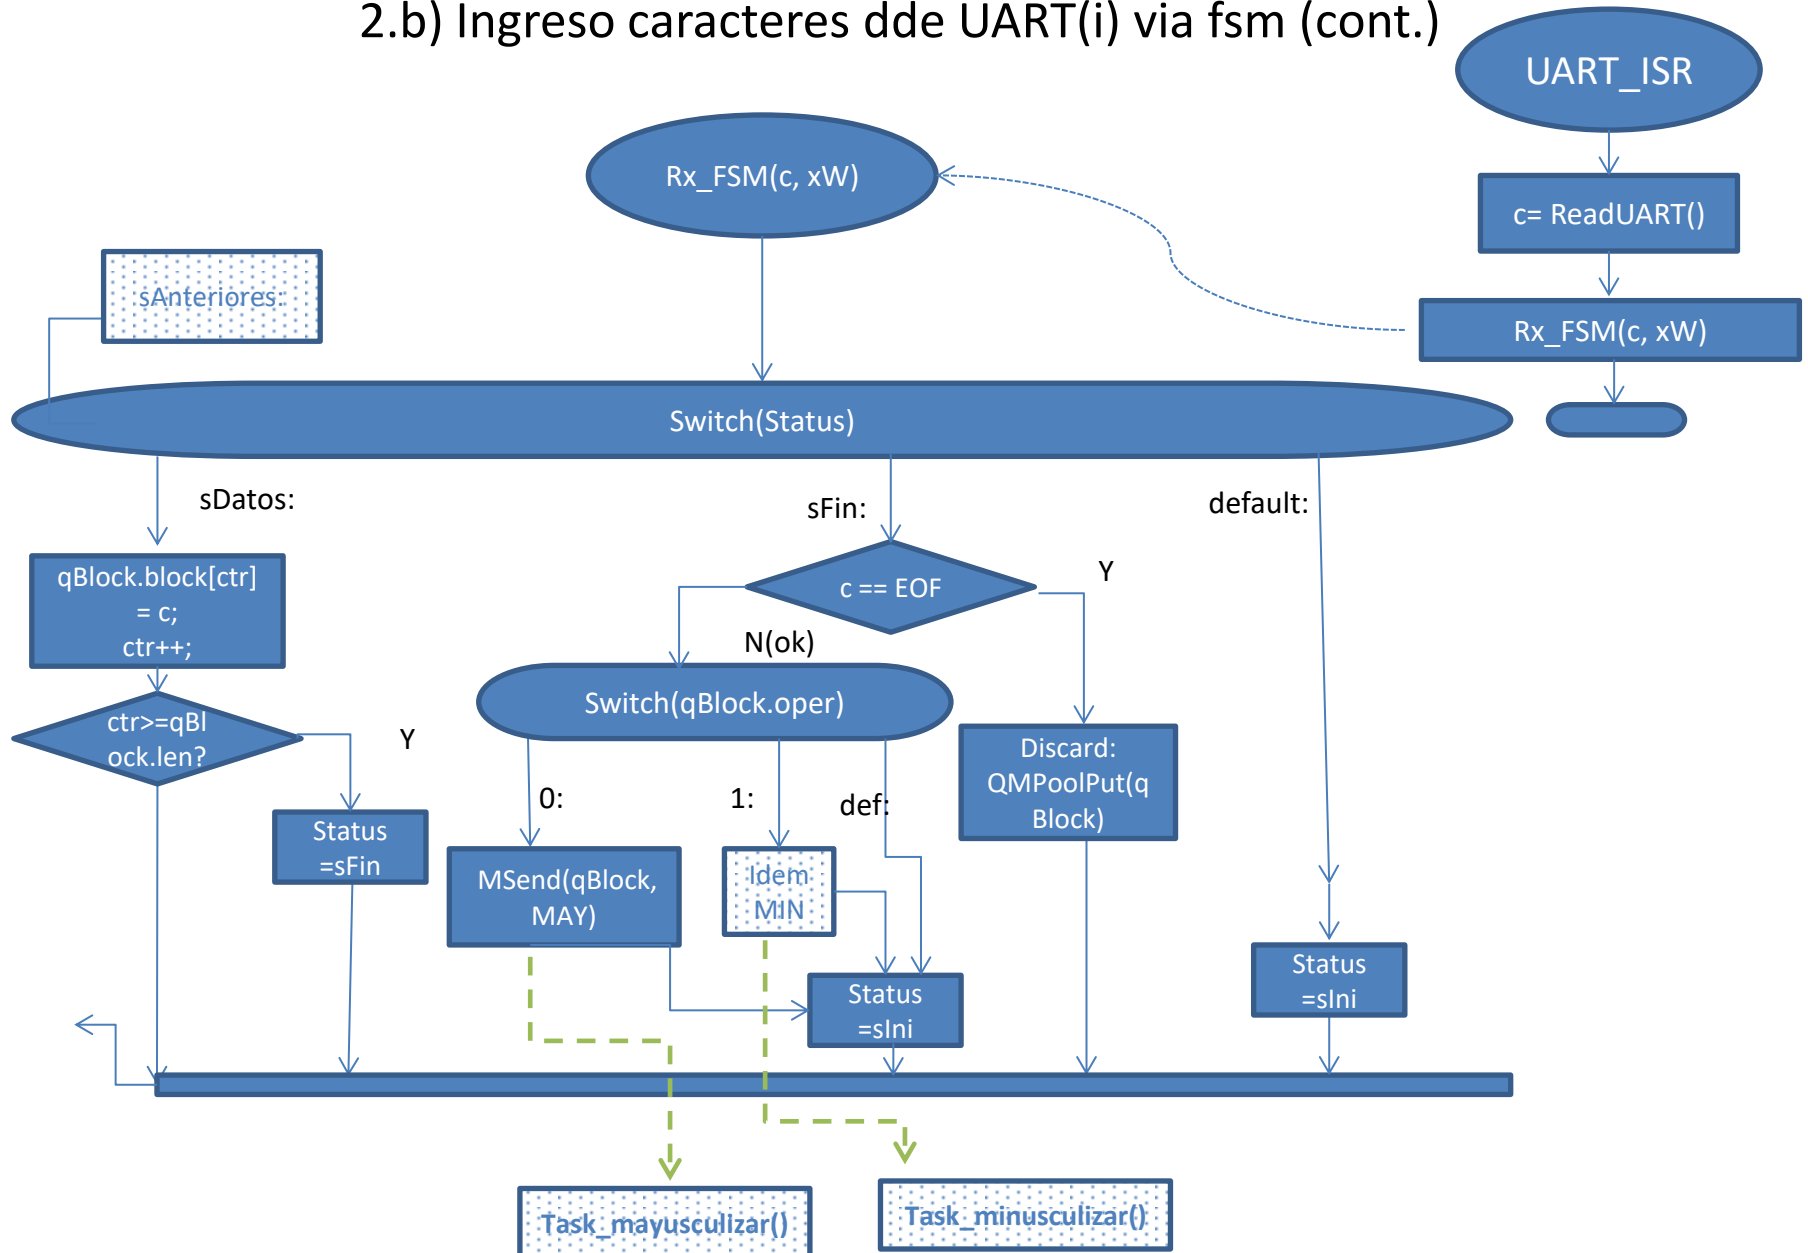 2.b) Ingreso caracteres dde UART(i) via fsm (cont.)
UART_ISR
Rx_FSM(c, xW)
c= ReadUART()
sAnteriores:
Rx_FSM(c, xW)
Switch(Status)
sDatos:
sFin:
default:
qBlock.block[ctr]
= c;
ctr++;
c == EOF
Y
N(ok)
ctr>=qBl
ock.len?
Y
Switch(qBlock.oper)
Discard:
QMPoolPut(q
Block)
0:
1:
def:
Status
=sFin
MSend(qBlock,
MAY)
Idem
MIN
Status
=sIni
Status
=sIni
Task_mayusculizar()
Task_minusculizar()